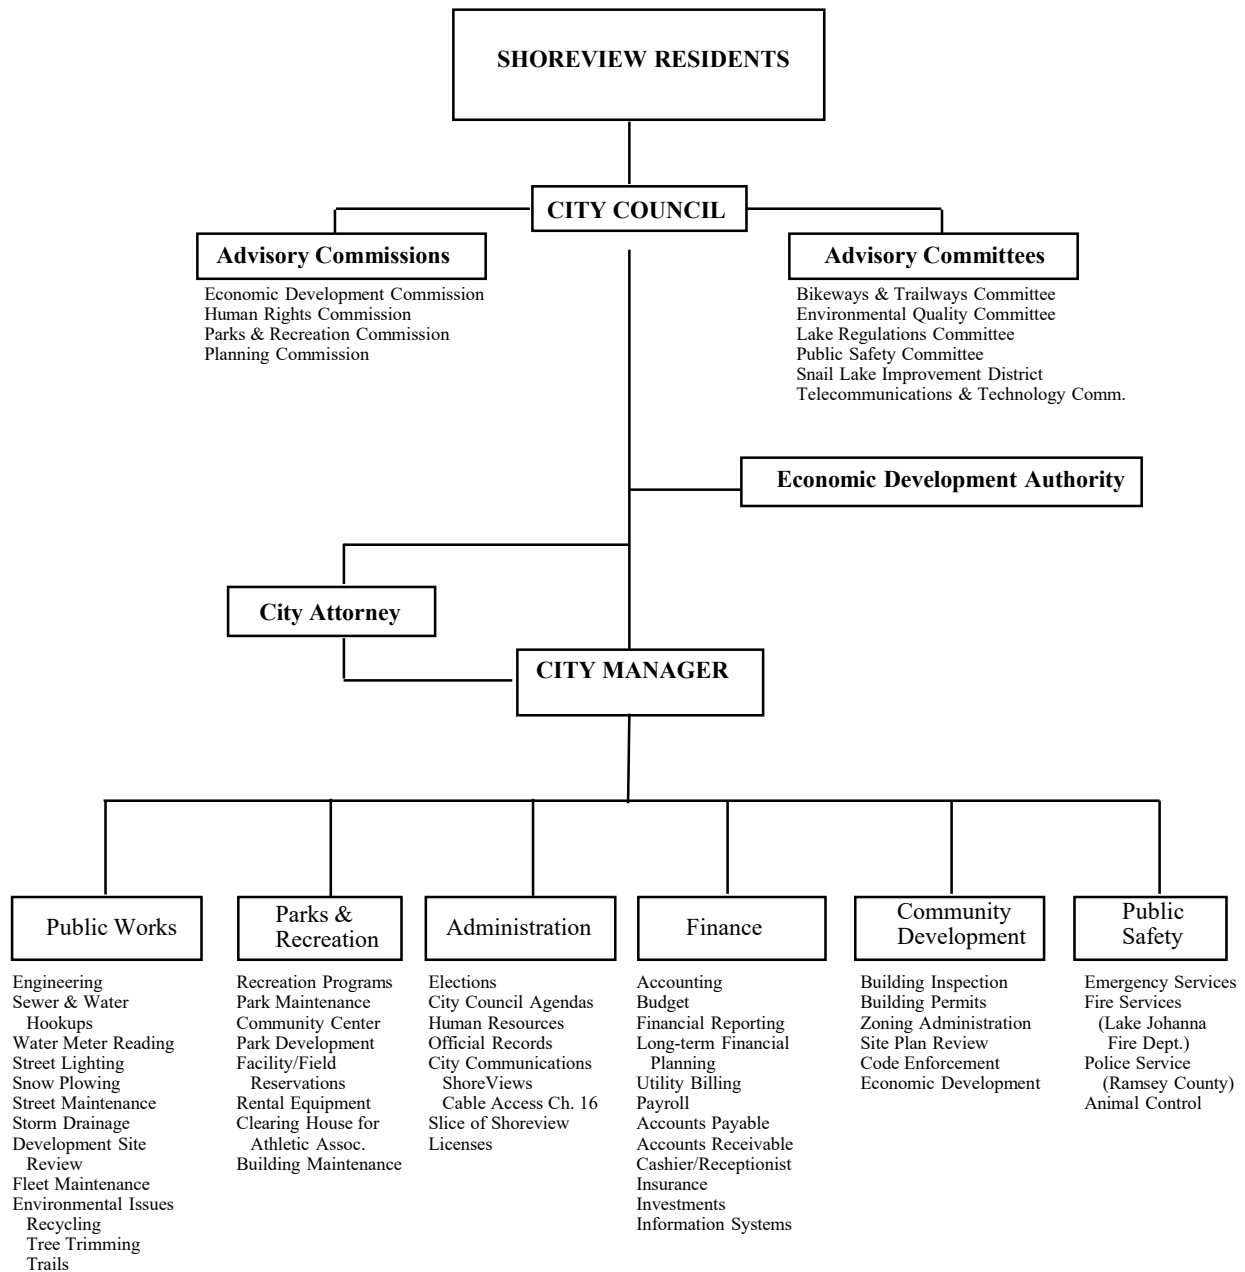 SHOREVIEW RESIDENTS
CITY COUNCIL
Advisory Commissions
Economic Development Commission
Human Rights Commission
Parks & Recreation Commission
Planning Commission
Advisory Committees
Bikeways & Trailways Committee
Environmental Quality Committee
Lake Regulations Committee
Public Safety Committee
Snail Lake Improvement District
Telecommunications & Technology Comm.
Economic Development Authority
City Attorney
CITY MANAGER
Public Works
Engineering
Sewer & Water
Hookups
Water Meter Reading
Street Lighting
Snow Plowing
Street Maintenance
Storm Drainage
Development Site
Review
Fleet Maintenance
Environmental Issues
Recycling
Tree Trimming
Trails
Parks &
Recreation
Recreation Programs
Park Maintenance
Community Center
Park Development
Facility/Field
Reservations
Rental Equipment
Clearing House for
Athletic Assoc.
Building Maintenance
Administration
Elections
City Council Agendas
Human Resources
Official Records
City Communications
ShoreViews
Cable Access Ch. 16
Slice of Shoreview
Licenses
Finance
Accounting
Budget
Financial Reporting
Long-term Financial
Planning
Utility Billing
Payroll
Accounts Payable
Accounts Receivable
Cashier/Receptionist
Insurance
Investments
Information Systems
Community
Development
Building Inspection
Building Permits
Zoning Administration
Site Plan Review
Code Enforcement
Economic Development
Public
Safety
Emergency Services
Fire Services
(Lake Johanna
Fire Dept.)
Police Service
(Ramsey County)
Animal Control